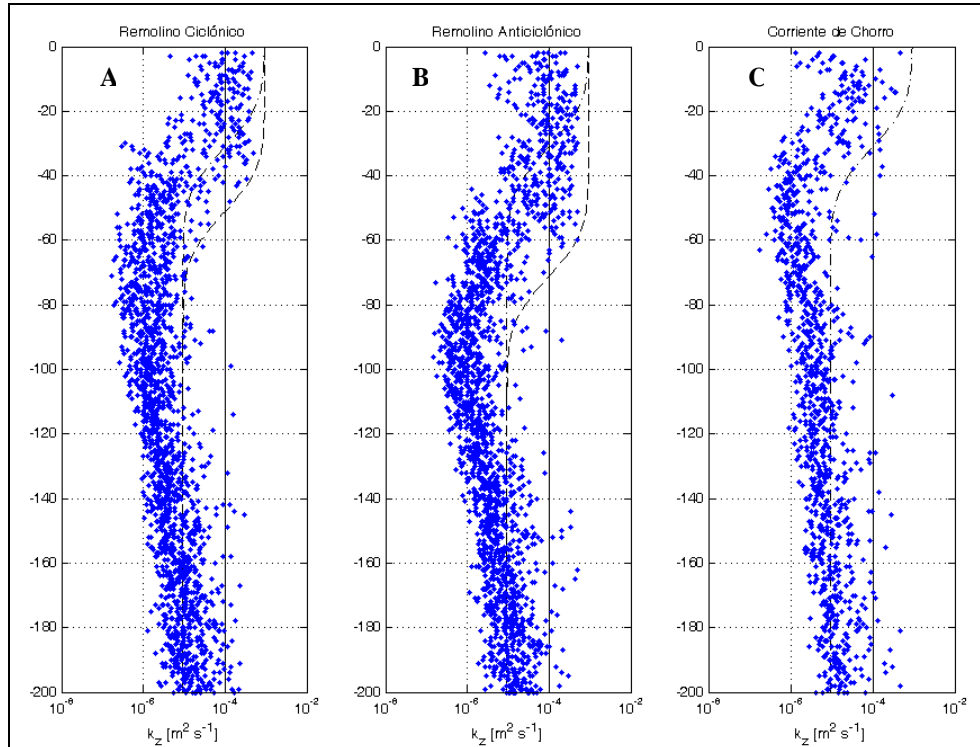 Remolino Ciclónico
Remolino Anticiclónico
Corriente de Chorro
A
B
C
0
-20
-40
-60
-80
-100
-120
-140
-160
-180
-200
0
-20
-40
-60
-80
-100
-120
-140
-160
-180
-200
0
-20
-40
-60
-80
-100
-120
-140
-160
-180
-200
10⁻⁸ 10⁻⁶ 10⁻⁴ 10⁻²
10⁻⁸ 10⁻⁶ 10⁻⁴ 10⁻²
10⁻⁸ 10⁻⁶ 10⁻⁴ 10⁻²
k_z [m² s⁻¹]
k_z [m² s⁻¹]
k_z [m² s⁻¹]